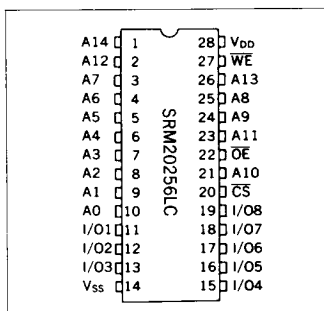 A14 1 28 VDD
A12 2 27 WE
A7 3 26 A13
A6 4 25 A8
A5 5 24 A9
A4 6 23 A11
A3 7 22 OE
A2 8 21 A10
A1 9 20 CS
A0 10 19 I/O8
I/O1 11 18 I/O7
I/O2 12 17 I/O6
I/O3 13 16 I/O5
VSS 14 15 I/O4
SRM20256LC